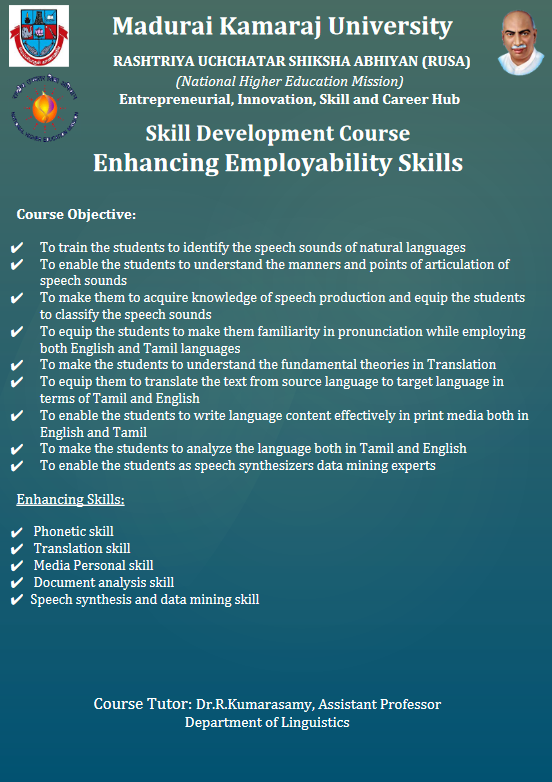 Madurai Kamaraj University
RASHTRIYA UCHCHATAR SHIKSHA ABHIYAN (RUSA)
(National Higher Education Mission)
Entrepreneurial, Innovation, Skill and Career Hub
Skill Development Course
Enhancing Employability Skills
Course Objective:
✔ To train the students to identify the speech sounds of natural languages
✔ To enable the students to understand the manners and points of articulation of
speech sounds
✔ To make them to acquire knowledge of speech production and equip the students
to classify the speech sounds
✔ To equip the students to make them familiarity in pronunciation while employing
both English and Tamil languages
✔ To make the students to understand the fundamental theories in Translation
✔ To equip them to translate the text from source language to target language in
terms of Tamil and English
✔ To enable the students to write language content effectively in print media both in
English and Tamil
✔ To make the students to analyze the language both in Tamil and English
✔ To enable the students as speech synthesizers data mining experts
Enhancing Skills:
✔ Phonetic skill
✔ Translation skill
✔ Media Personal skill
✔ Document analysis skill
✔ Speech synthesis and data mining skill
Course Tutor: Dr.R.Kumarasamy, Assistant Professor
Department of Linguistics